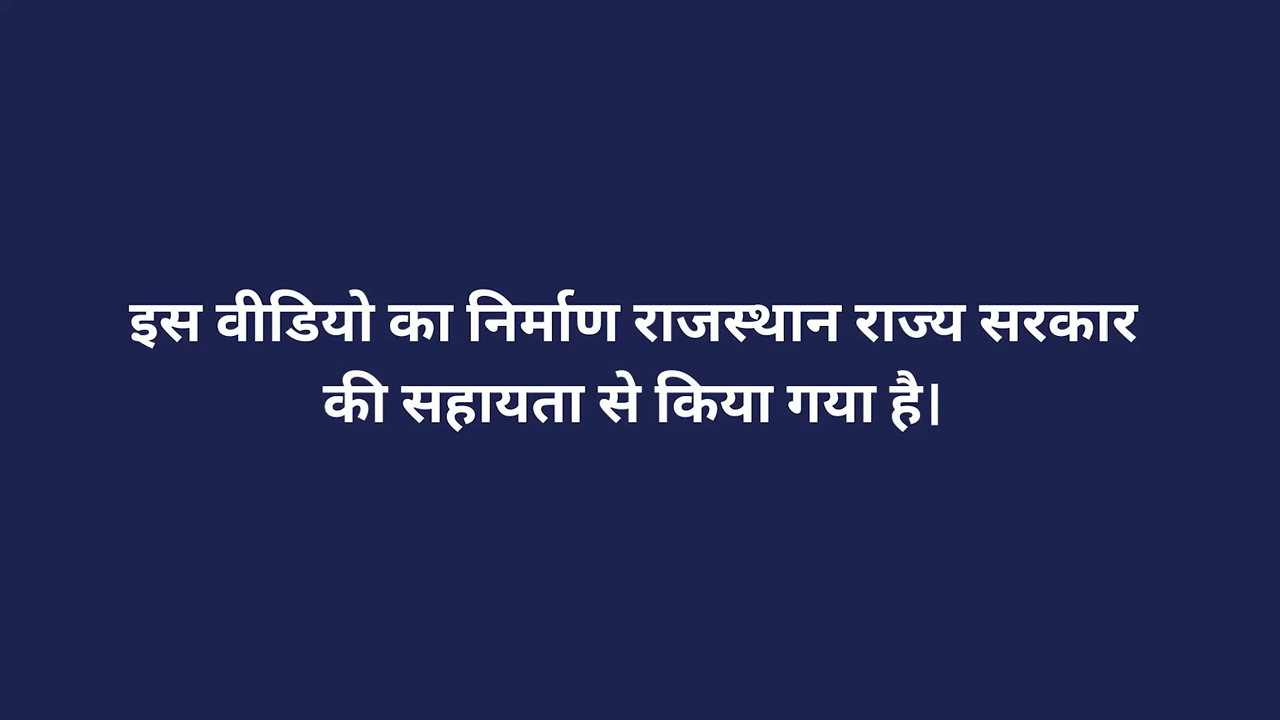 इस वीडियो का निर्माण राजस्थान राज्य सरकार
की सहायता से किया गया है।